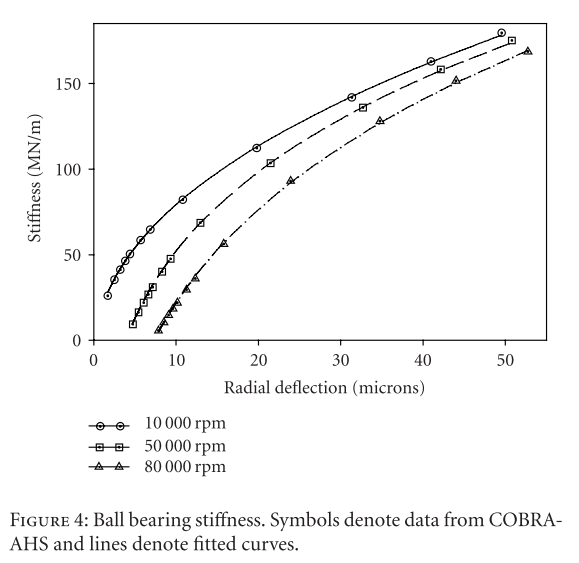 Stiffness (MN/m)
150
100
50
0
0 10 20 30 40 50
Radial deflection (microns)
10 000 rpm
50 000 rpm
80 000 rpm
FIGURE 4: Ball bearing stiffness. Symbols denote data from COBRA-
AHS and lines denote fitted curves.